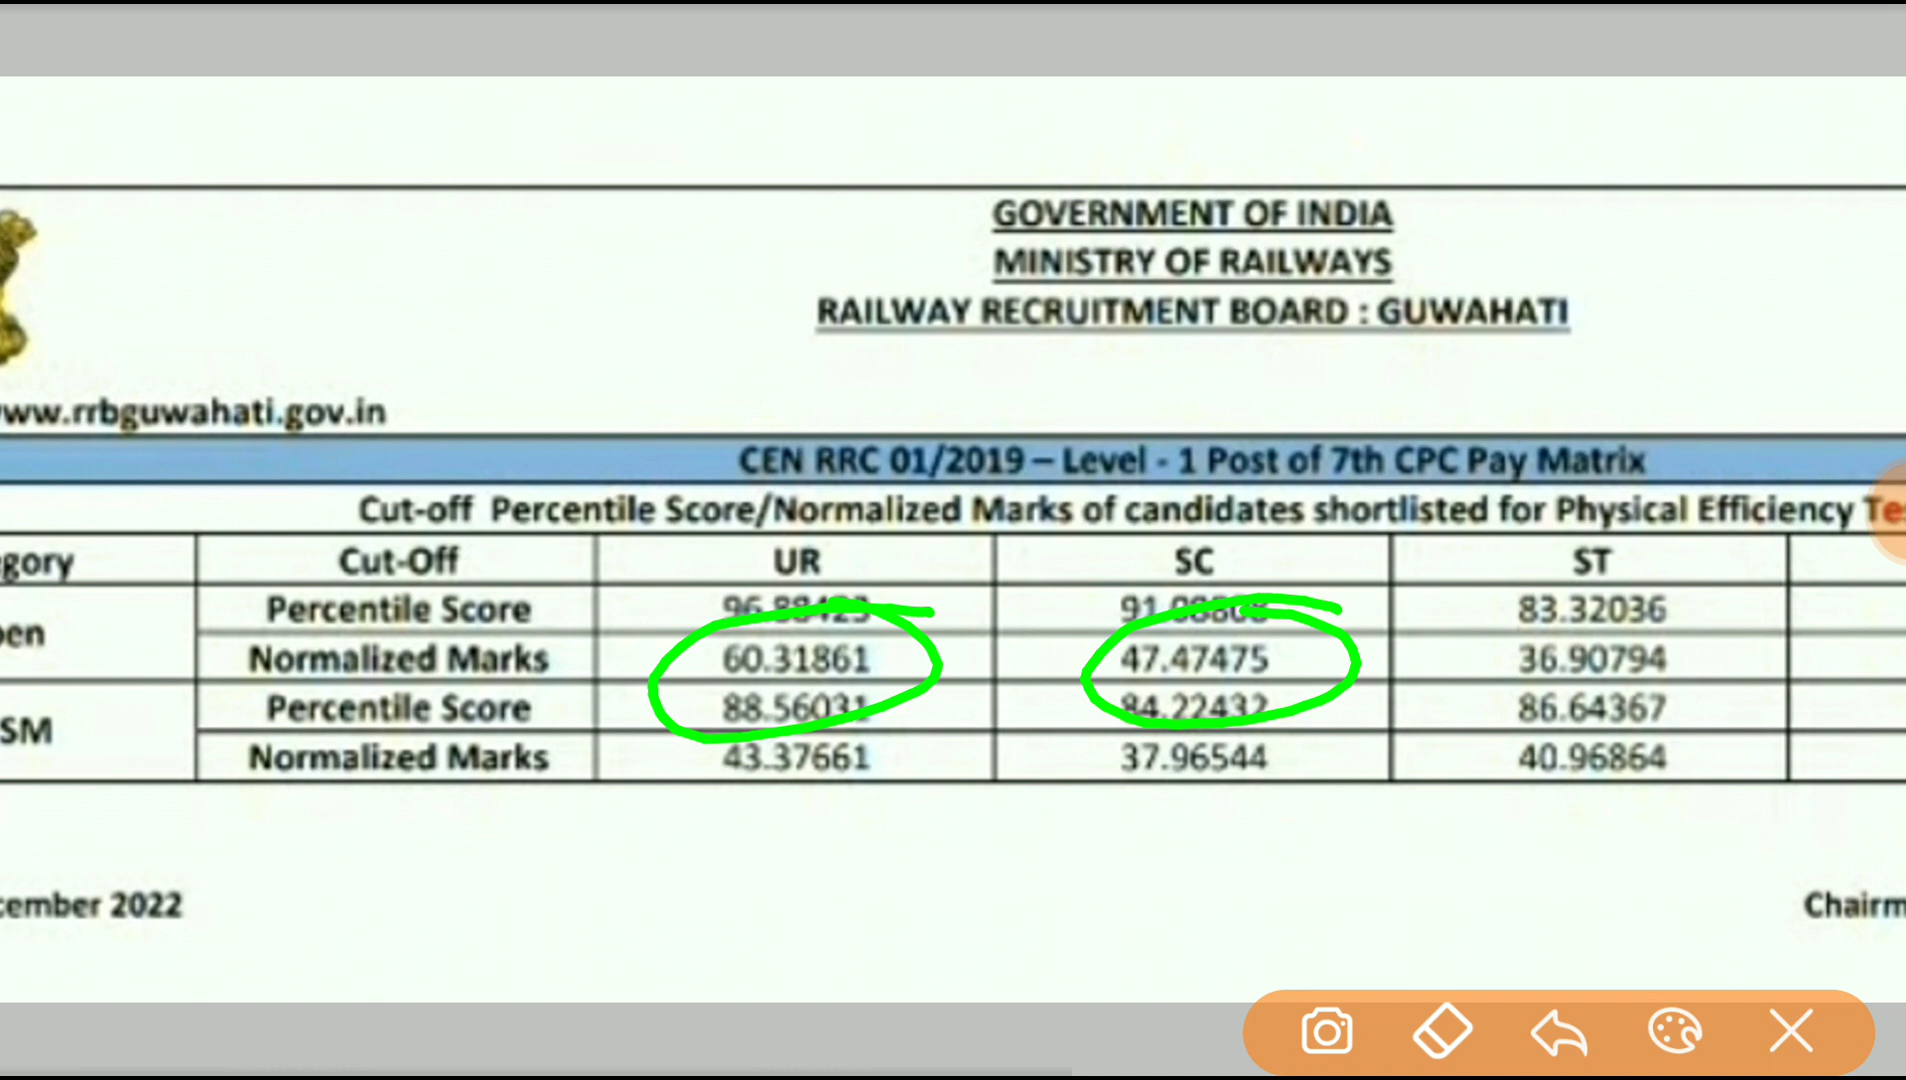 GOVERNMENT OF INDIA
MINISTRY OF RAILWAYS
RAILWAY RECRUITMENT BOARD : GUWAHATI
www.rrbguwahati.gov.in
CEN RRC 01/2019 – Level - 1 Post of 7th CPC Pay Matrix
Cut-off Percentile Score/Normalized Marks of candidates shortlisted for Physical Efficiency Tes
gory Cut-Off UR SC ST
Percentile Score 83.32036
en
Normalized Marks 60.31861 47.47475 36.90794
Percentile Score 88.56031 84.22432 86.64367
SM
Normalized Marks 43.37661 37.96544 40.96864
cember 2022
Chairm